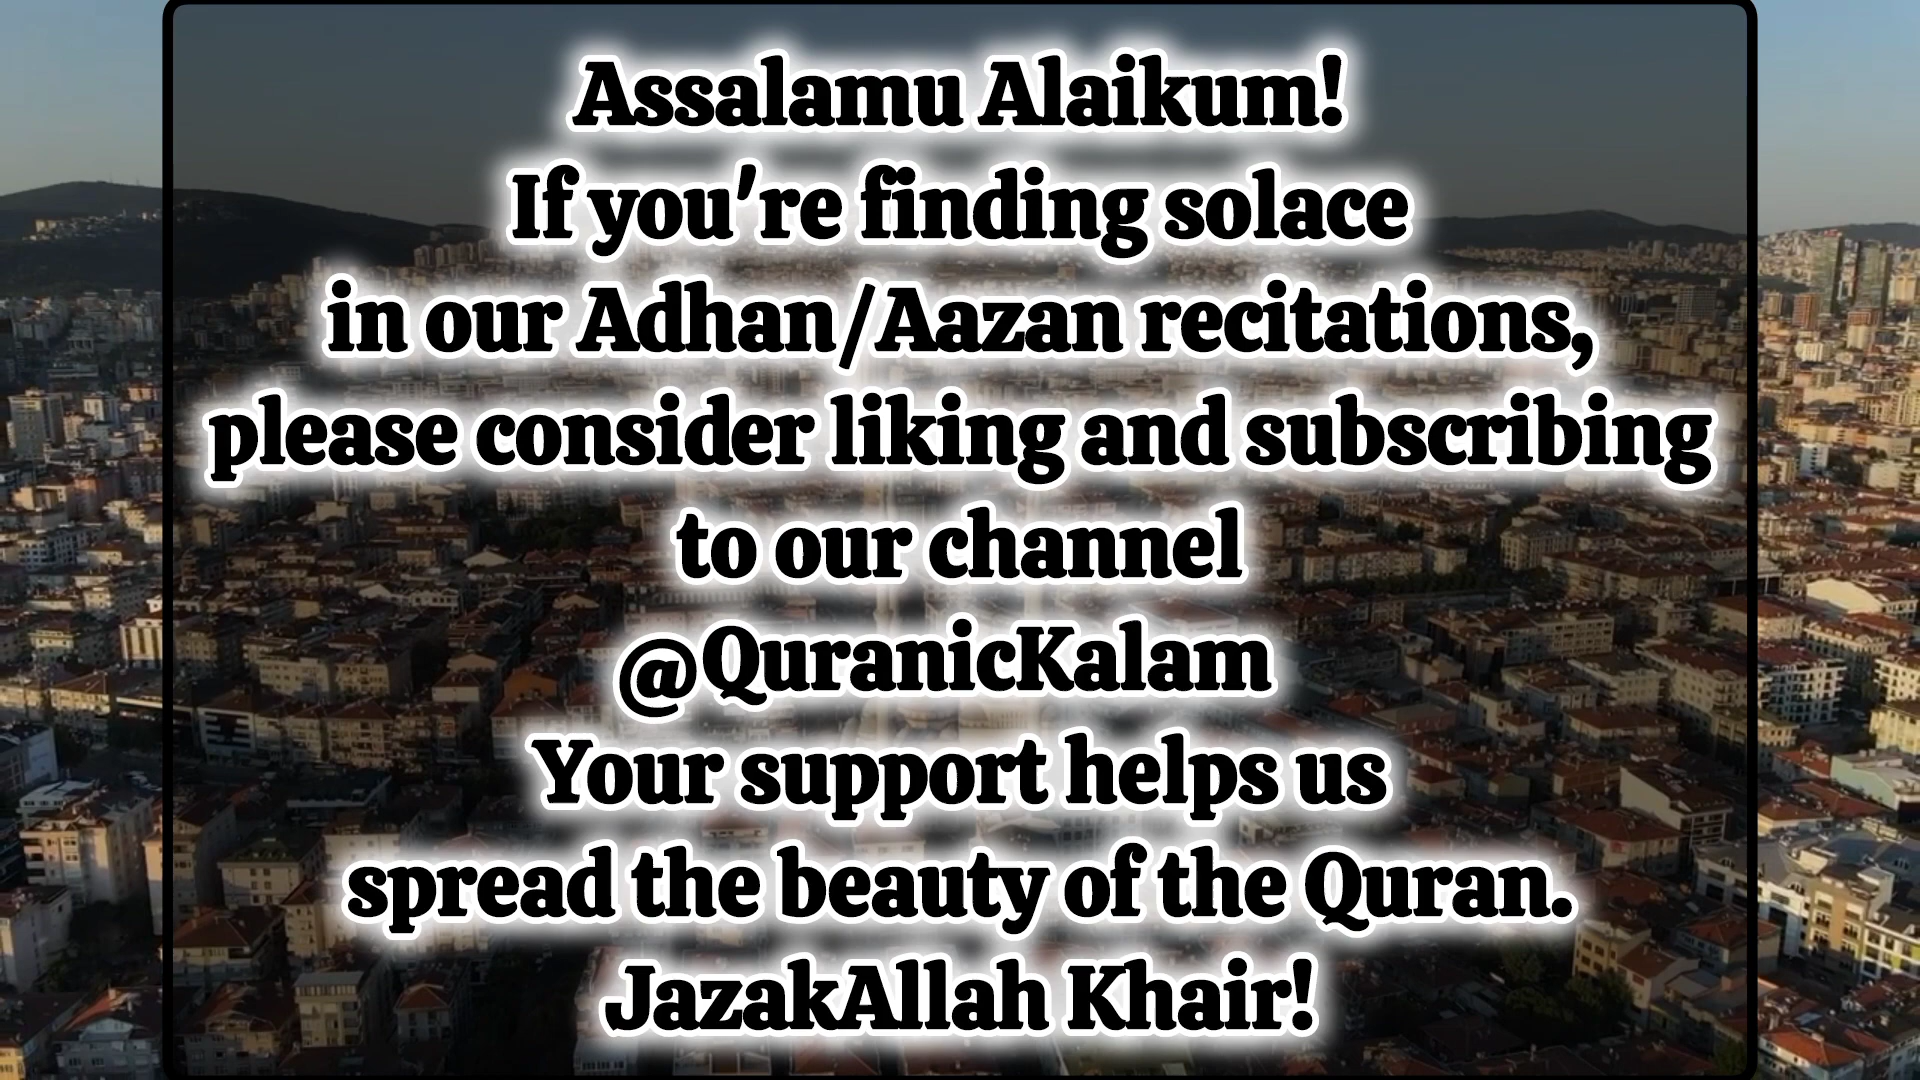 Assalamu Alaikum!
If you're finding solace
in our Adhan/Aazan recitations,
please consider liking and subscribing
to our channel
@QuranicKalam
Your support helps us
spread the beauty of the Quran.
JazakAllah Khair!